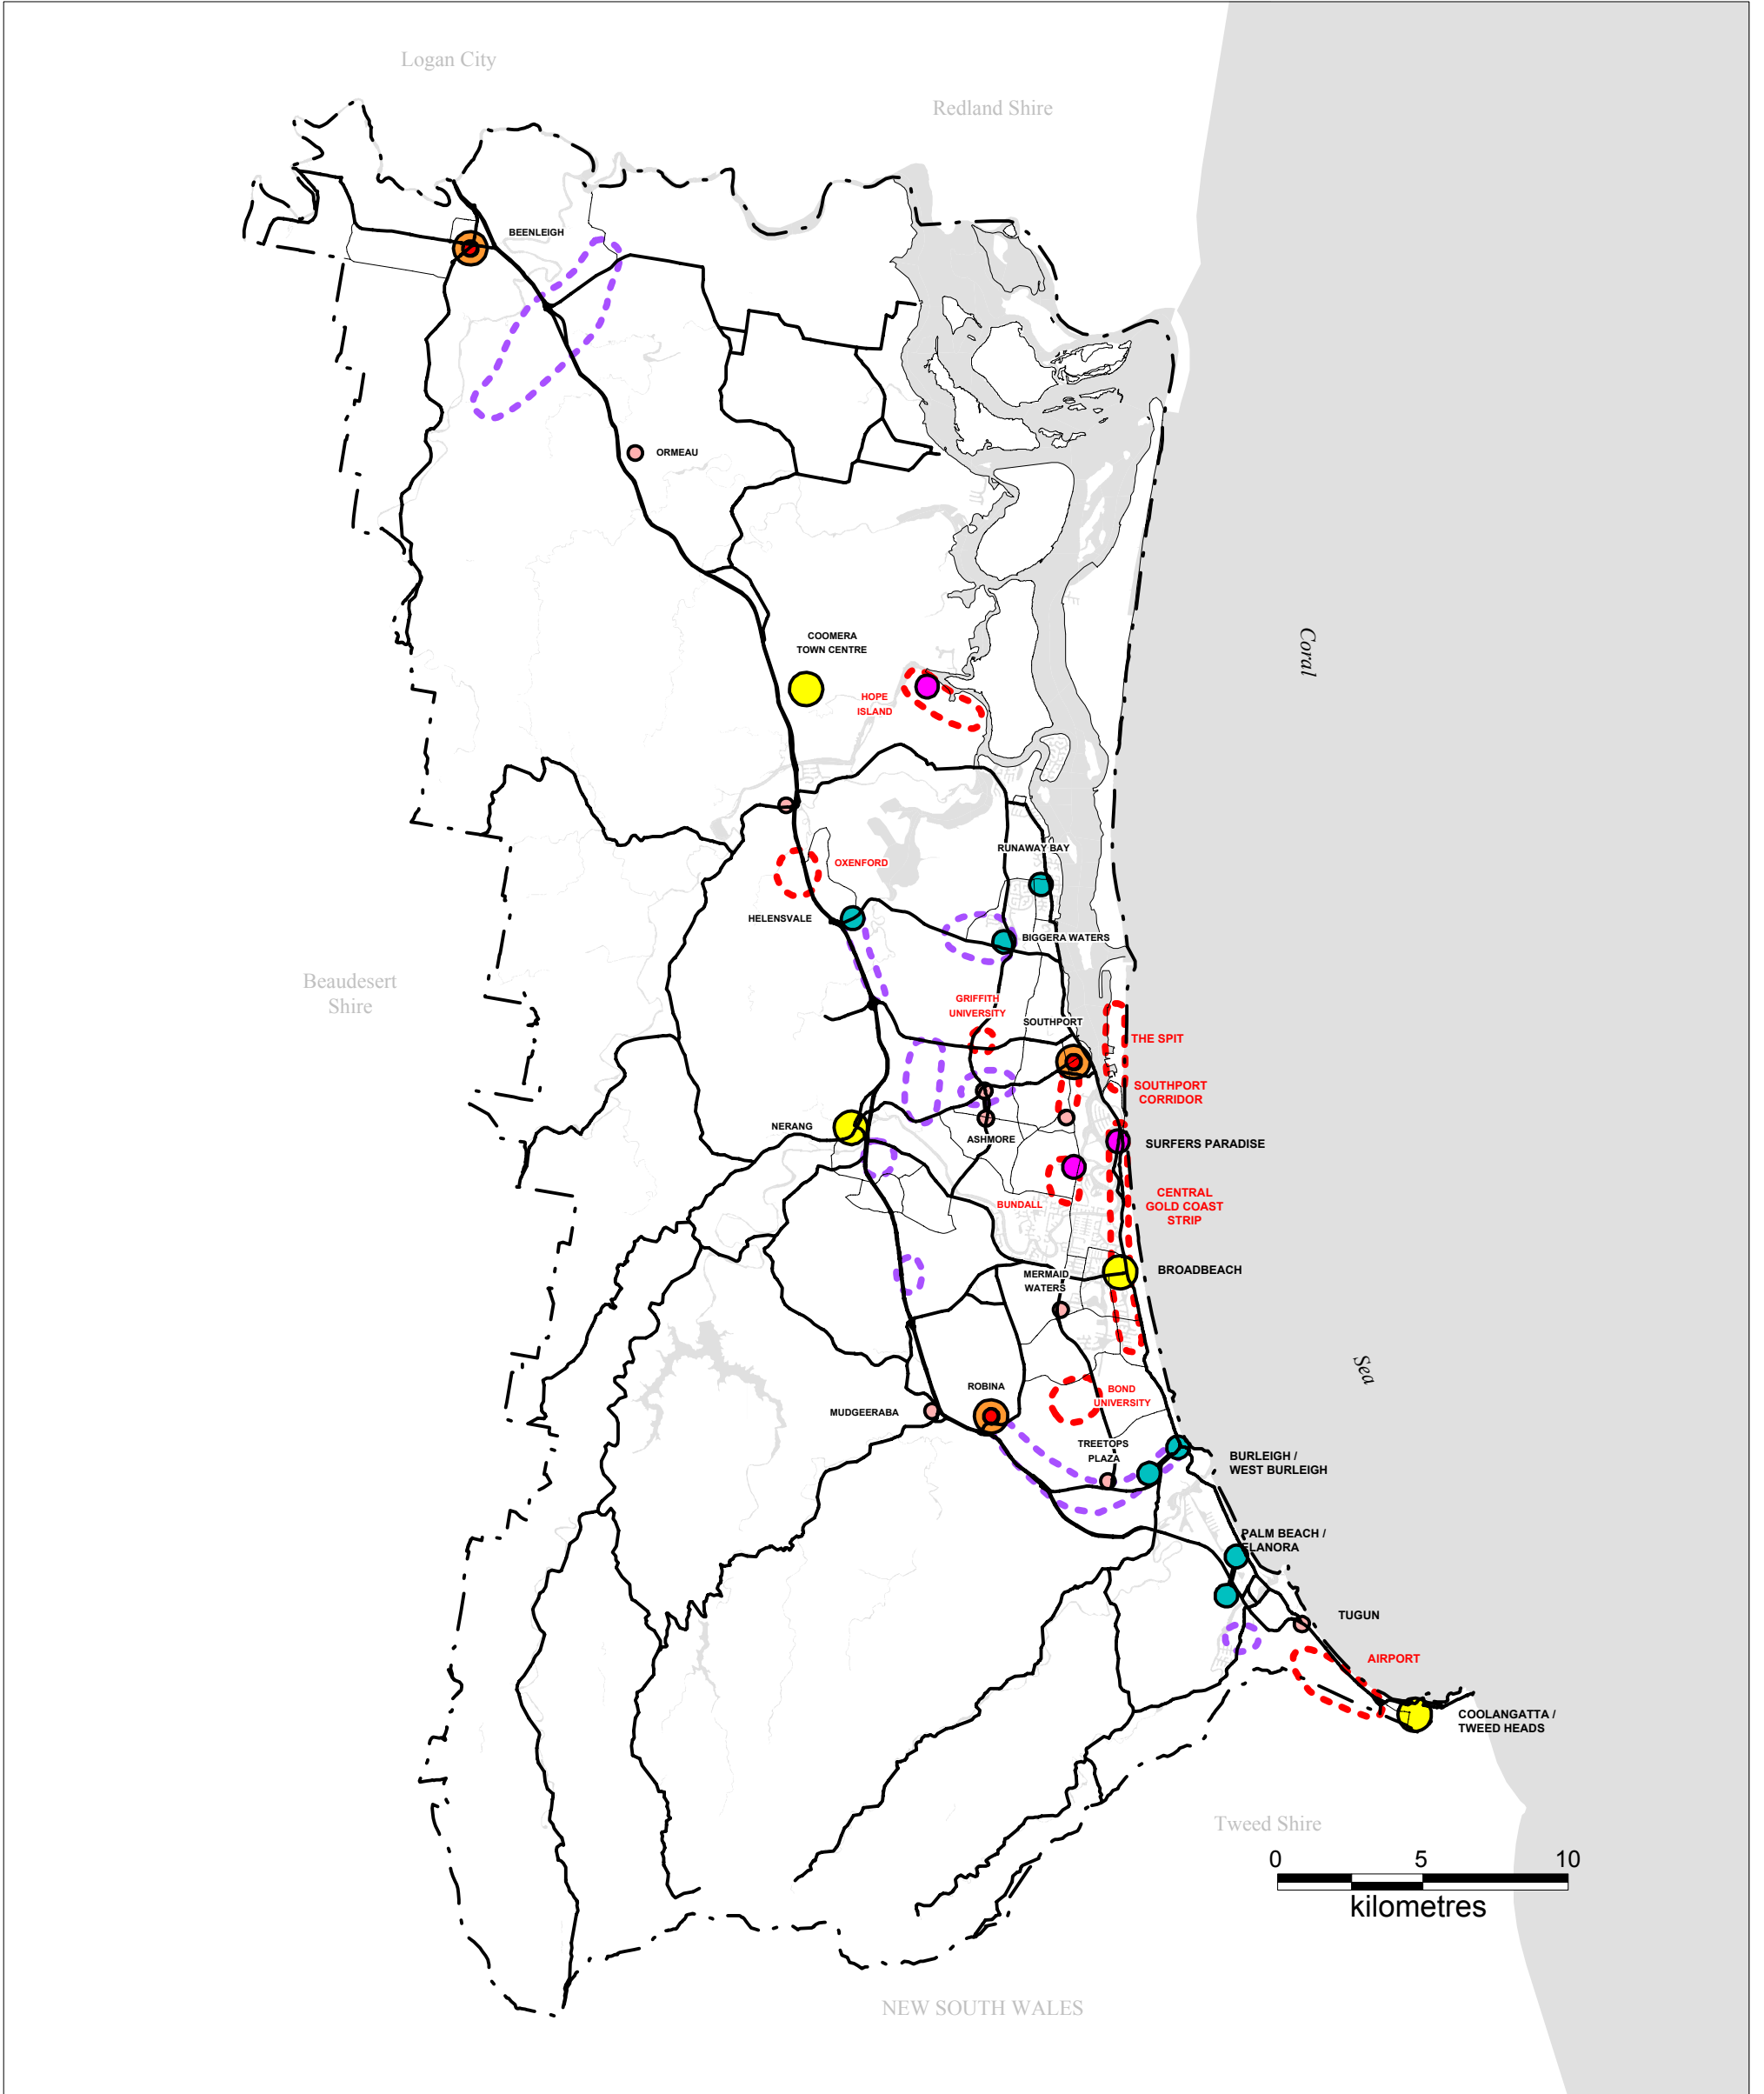 Logan City
Redland Shire
BEENLEIGH
ORMEAU
COOMERA
TOWN CENTRE
Coral
HOPE
ISLAND
RUNAWAY BAY
OXENFORD
HELENSVALE
BIGGERA WATERS
Beaudesert
Shire
GRIFFITH
UNIVERSITY
SOUTHPORT
THE SPIT
SOUTHPORT
CORRIDOR
NERANG
ASHMORE
SURFERS PARADISE
BUNDALL
CENTRAL
GOLD COAST
STRIP
BROADBEACH
MERMAID
WATERS
Sea
ROBINA
BOND
UNIVERSITY
MUDGEERABA
TREETOPS
PLAZA
BURLEIGH /
WEST BURLEIGH
PALM BEACH /
ELANORA
TUGUN
AIRPORT
COOLANGATTA /
TWEED HEADS
Tweed Shire
0 5 10
kilometres
NEW SOUTH WALES